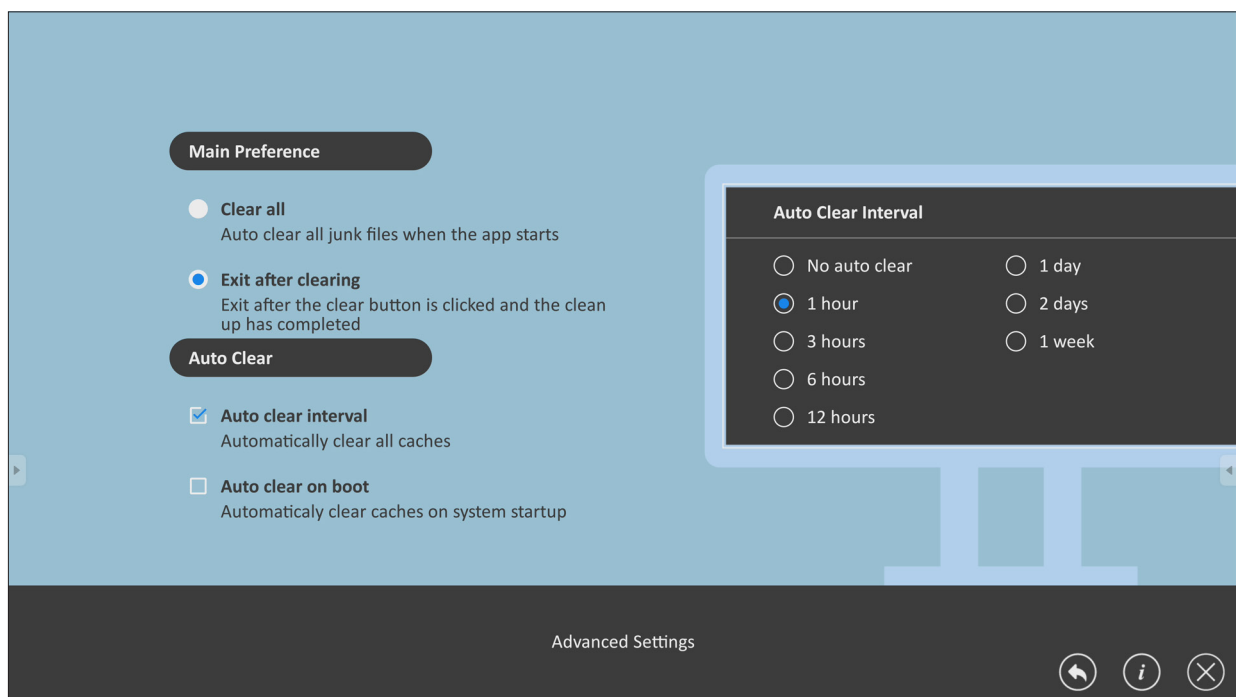 Main Preference
Clear all
Auto clear all junk files when the app starts
Exit after clearing
Exit after the clear button is clicked and the clean
up has completed
Auto Clear
Auto clear interval
Automatically clear all caches
Auto clear on boot
Automaticaly clear caches on system startup
Auto Clear Interval
No auto clear
1 hour
3 hours
6 hours
12 hours
1 day
2 days
1 week
Advanced Settings
i